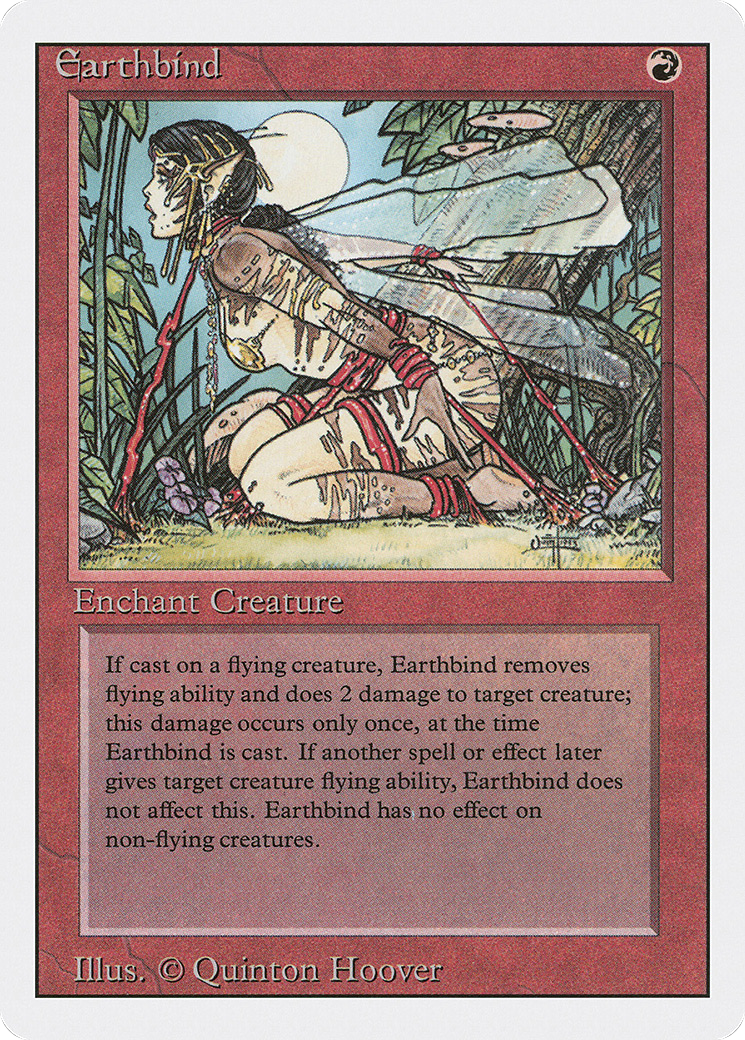 Earthbind
Enchant Creature
If cast on a flying creature, Earthbind removes
flying ability and does 2 damage to target creature;
this damage occurs only once, at the time
Earthbind is cast. If another spell or effect later
gives target creature flying ability, Earthbind does
not affect this. Earthbind has no effect on
non-flying creatures.
Illus. © Quinton Hoover